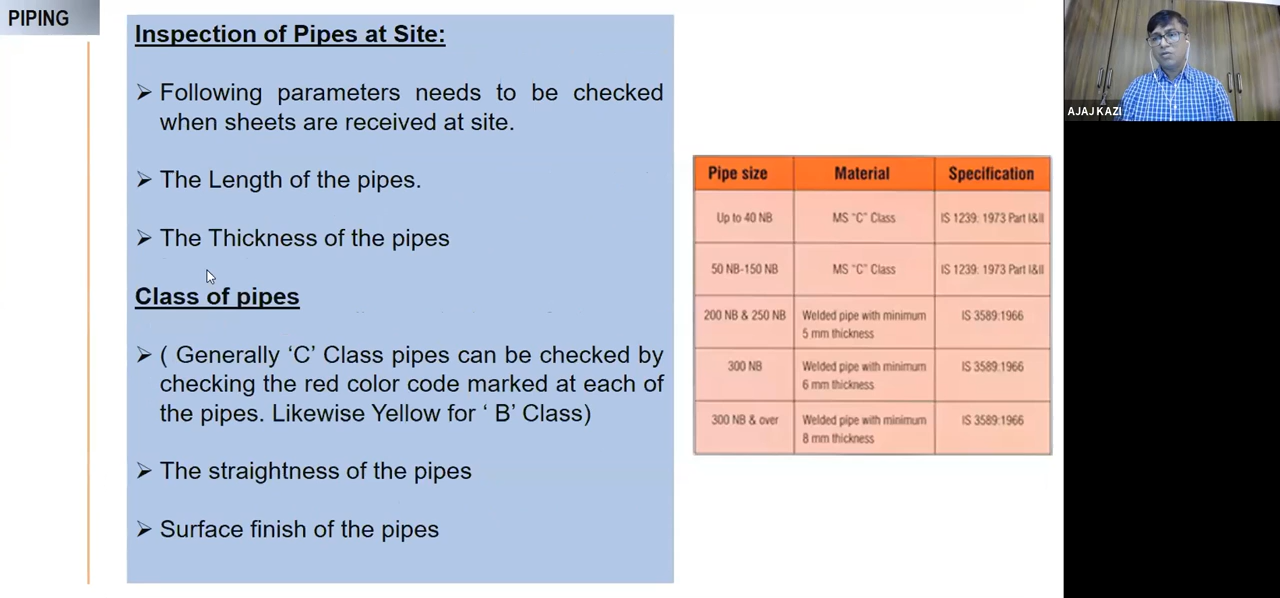 PIPING
Inspection of Pipes at Site:
➢ Following parameters needs to be checked
when sheets are received at site.
➢ The Length of the pipes.
➢ The Thickness of the pipes
Class of pipes
➢ ( Generally ‘C’ Class pipes can be checked by
checking the red color code marked at each of
the pipes. Likewise Yellow for ‘ B’ Class)
➢ The straightness of the pipes
➢ Surface finish of the pipes
Pipe size Material Specification
Up to 40 NB MS "C" Class IS 1239: 1973 Part I&II
50 NB-150 NB MS "C" Class IS 1239: 1973 Part I&II
200 NB & 250 NB Welded pipe with minimum IS 3589:1966
5 mm thickness
300 NB Welded pipe with minimum IS 3589:1966
6 mm thickness
300 NB & over Welded pipe with minimum IS 3589:1966
8 mm thickness
AJAJ KAZI